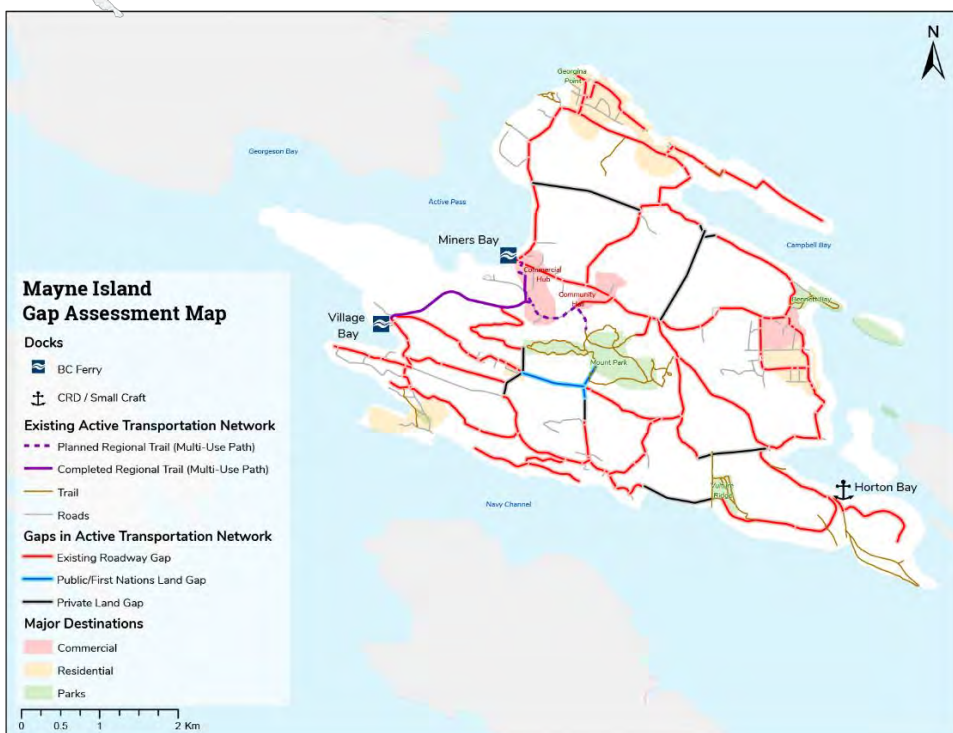 N
Georgina
Point
Georgeson Bay
Active Pass
Miners Bay
Campbell Bay
Commercial
Hub
Community
Hub
Bennett Bay
Mount Park
Village
Bay
Horton Bay
Navy Channel
Mayne Island
Gap Assessment Map
Docks
BC Ferry
CRD / Small Craft
Existing Active Transportation Network
Planned Regional Trail (Multi-Use Path)
Completed Regional Trail (Multi-Use Path)
Trail
Roads
Gaps in Active Transportation Network
Existing Roadway Gap
Public/First Nations Land Gap
Private Land Gap
Major Destinations
Commercial
Residential
Parks
0 0.5 1 2 Km